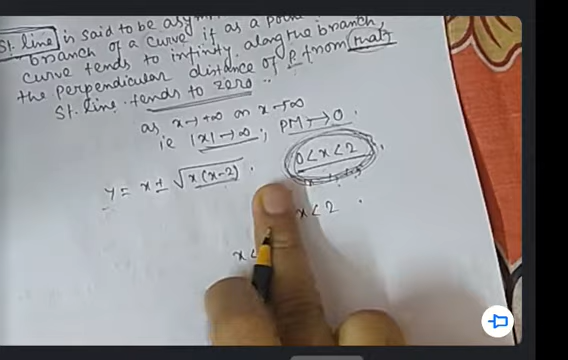 St. line is said to be asym
branch of a curve if as a point
curve tends to infinity along the branch,
the perpendicular distance of P from that
St. line tends to zero.
as x→+∞ or x→-∞
ie |x|→∞, PM→0.
y = x ± √x(x-2) . 0<x<2 .
x<2 .
x<